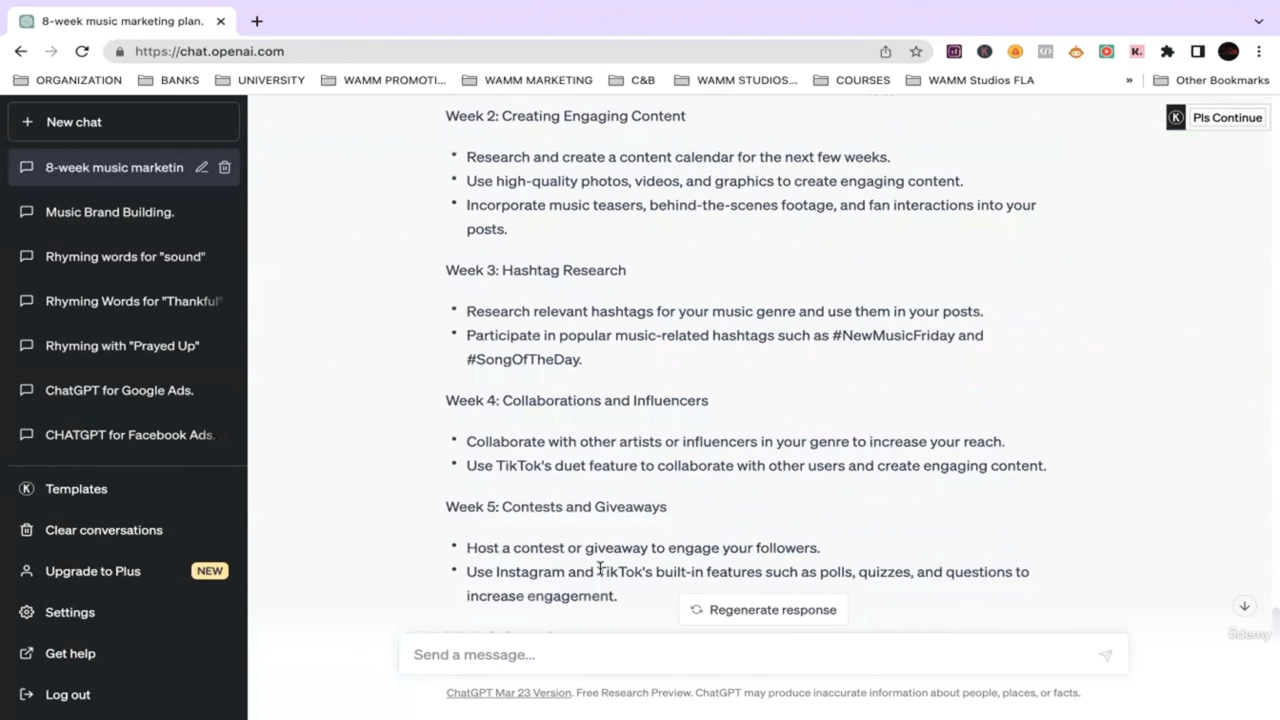 8-week music marketing plan.
https://chat.openai.com
K.
ORGANIZATION
BANKS
UNIVERSITY
WAMM PROMOTI...
WAMM MARKETING
C&B
WAMM STUDIOS...
COURSES
WAMM Studios FLA
»
Other Bookmarks
New chat
8-week music marketin
Music Brand Building.
Rhyming words for "sound"
Rhyming Words for "Thankful"
Rhyming with "Prayed Up"
ChatGPT for Google Ads.
CHATGPT for Facebook Ads.
Templates
Clear conversations
Upgrade to Plus NEW
Settings
Get help
Log out
Pls Continue
Week 2: Creating Engaging Content
• Research and create a content calendar for the next few weeks.
• Use high-quality photos, videos, and graphics to create engaging content.
• Incorporate music teasers, behind-the-scenes footage, and fan interactions into your
posts.
Week 3: Hashtag Research
• Research relevant hashtags for your music genre and use them in your posts.
• Participate in popular music-related hashtags such as #NewMusicFriday and
#SongOfTheDay.
Week 4: Collaborations and Influencers
• Collaborate with other artists or influencers in your genre to increase your reach.
• Use TikTok's duet feature to collaborate with other users and create engaging content.
Week 5: Contests and Giveaways
• Host a contest or giveaway to engage your followers.
• Use Instagram and TikTok's built-in features such as polls, quizzes, and questions to
increase engagement.
Regenerate response
Send a message...
ChatGPT Mar 23 Version. Free Research Preview. ChatGPT may produce inaccurate information about people, places, or facts.
ûdemy